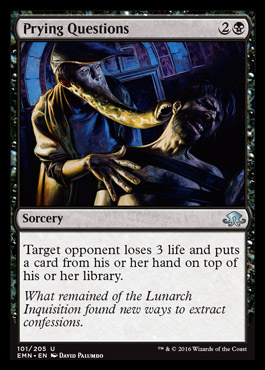 Prying Questions 2
Sorcery
Target opponent loses 3 life and puts
a card from his or her hand on top of
his or her library.
What remained of the Lunarch
Inquisition found new ways to extract
confessions.
101/205 U
EMN • EN DAVID PALUMBO
™ & © 2016 Wizards of the Coast